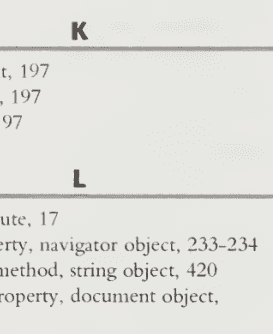 K
t, 197
, 197
97
L
ute, 17
erty, navigator object, 233-234
method, string object, 420
roperty, document object,